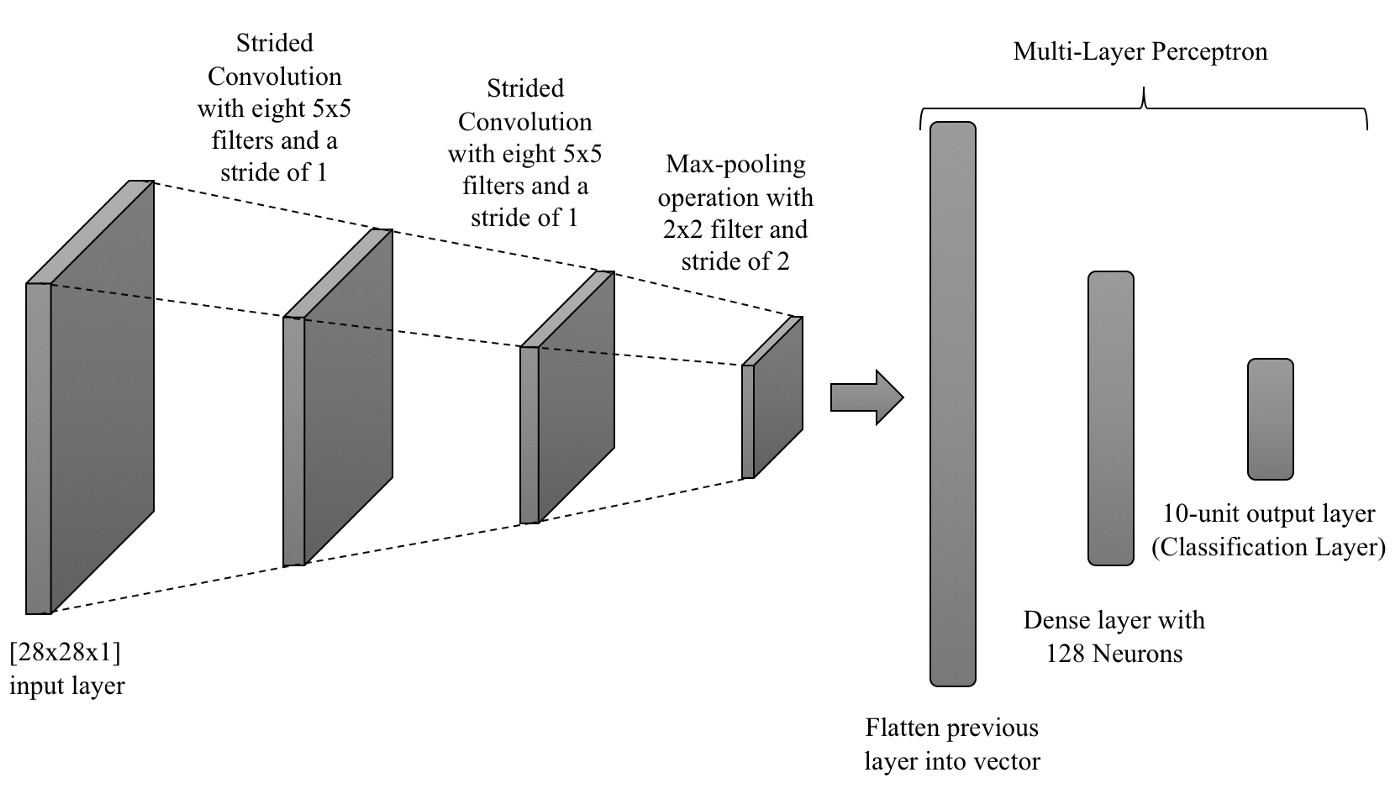 Strided
Convolution
with eight 5x5
filters and a
stride of 1
Strided
Convolution
with eight 5x5
filters and a
stride of 1
Max-pooling
operation with
2x2 filter and
stride of 2
Multi-Layer Perceptron
[28x28x1]
input layer
Flatten previous
layer into vector
Dense layer with
128 Neurons
10-unit output layer
(Classification Layer)